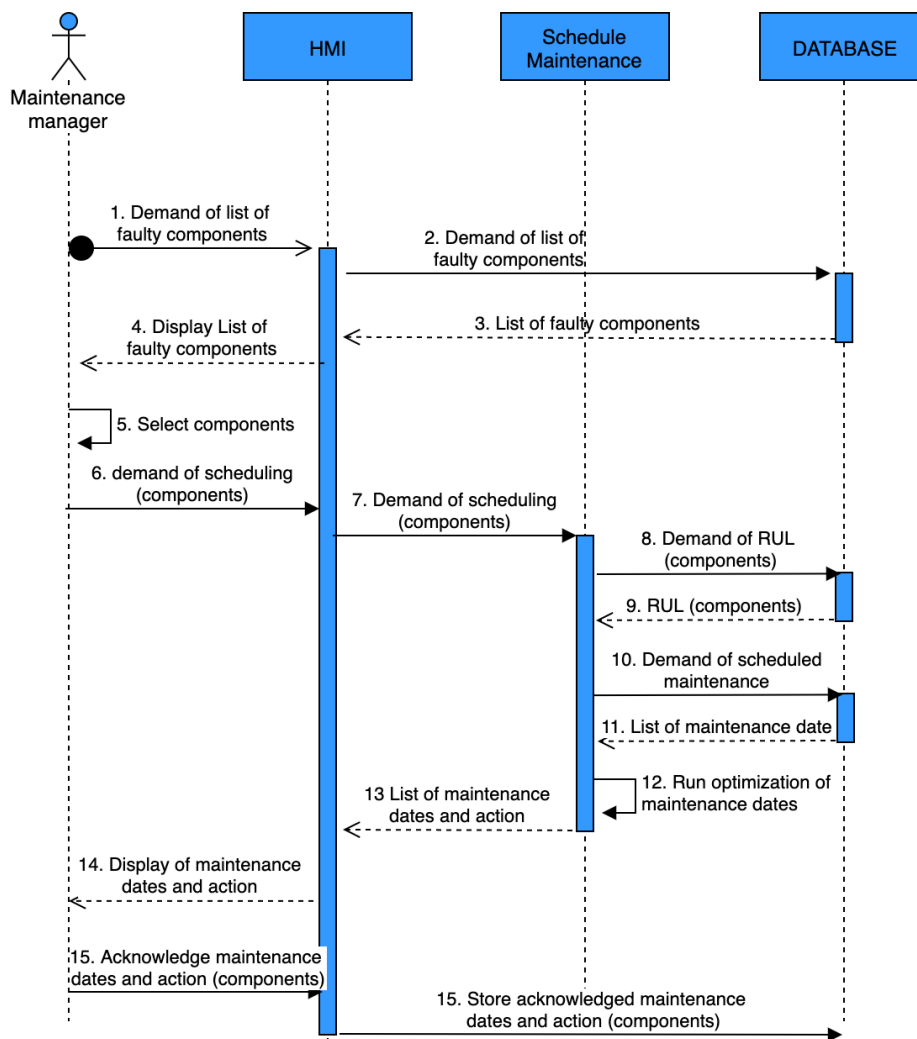 Maintenance
manager
HMI
Schedule
Maintenance
DATABASE
1. Demand of list of
faulty components
2. Demand of list of
faulty components
3. List of faulty components
4. Display List of
faulty components
5. Select components
6. demand of scheduling
(components)
7. Demand of scheduling
(components)
8. Demand of RUL
(components)
9. RUL (components)
10. Demand of scheduled
maintenance
11. List of maintenance date
12. Run optimization of
maintenance dates
13 List of maintenance
dates and action
14. Display of maintenance
dates and action
15. Acknowledge maintenance
dates and action (components)
15. Store acknowledged maintenance
dates and action (components)